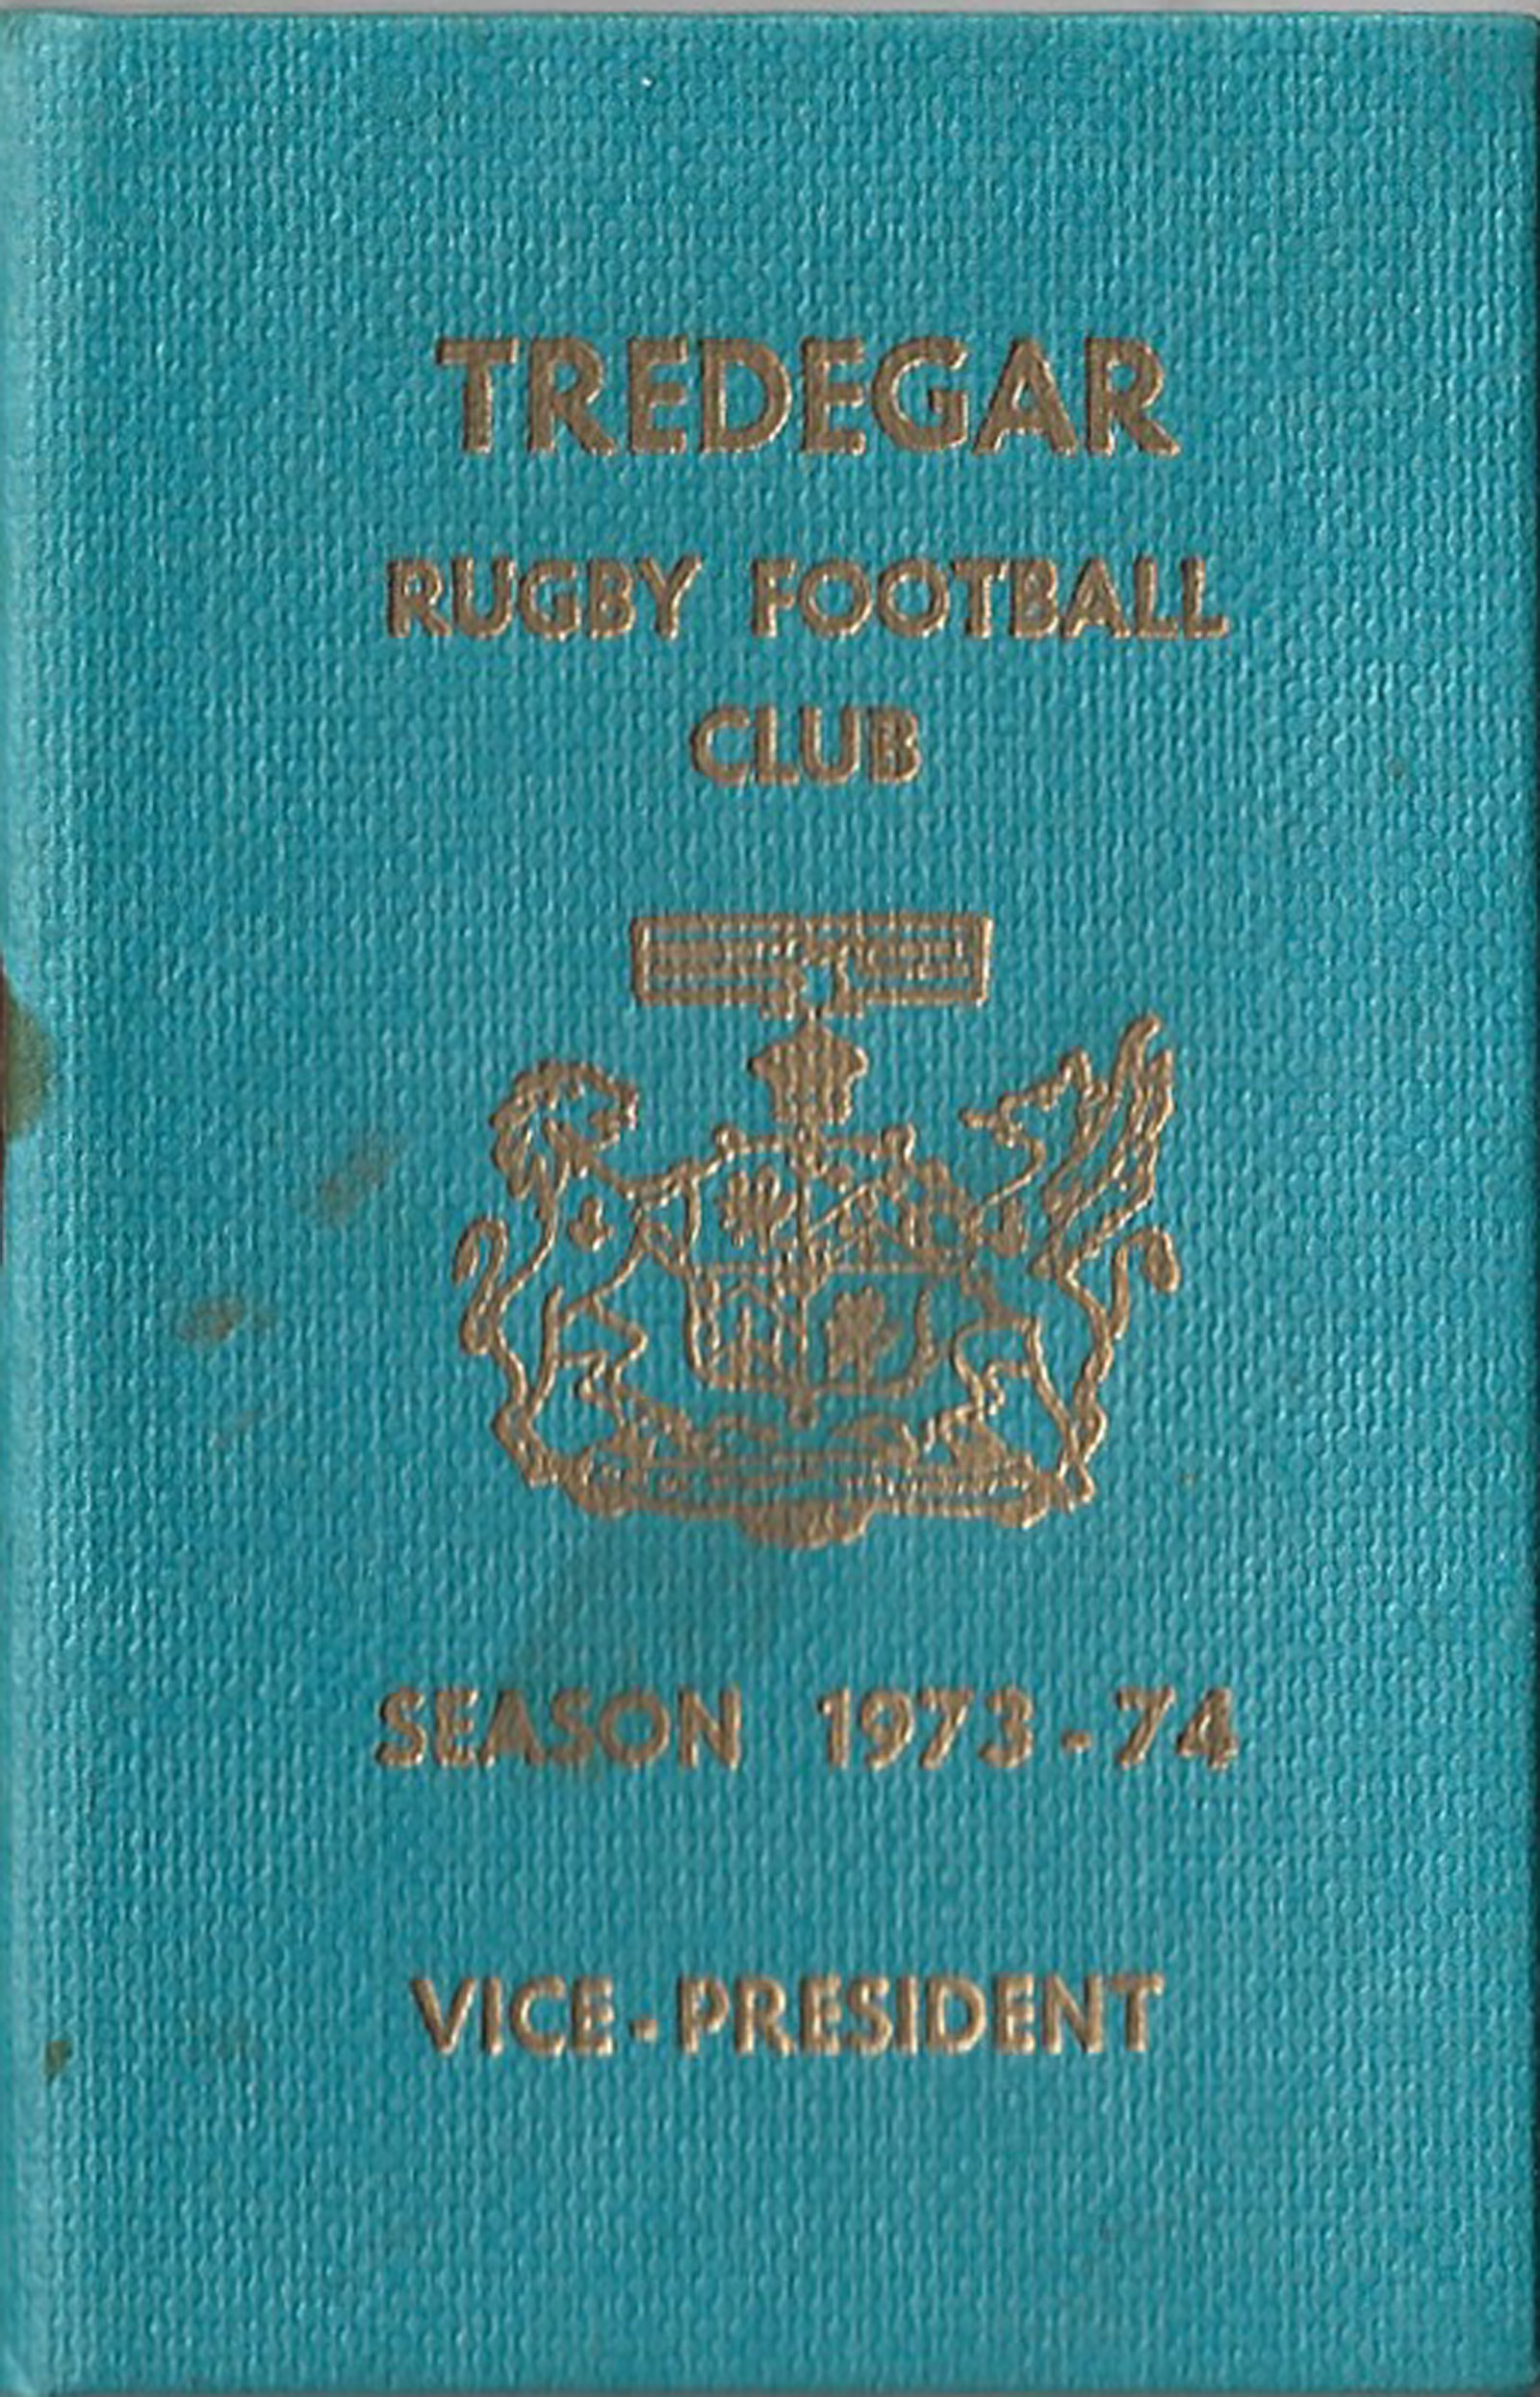 TREDEGAR
RUGBY FOOTBALL
CLUB
SEASON 1973-74
VICE-PRESIDENT